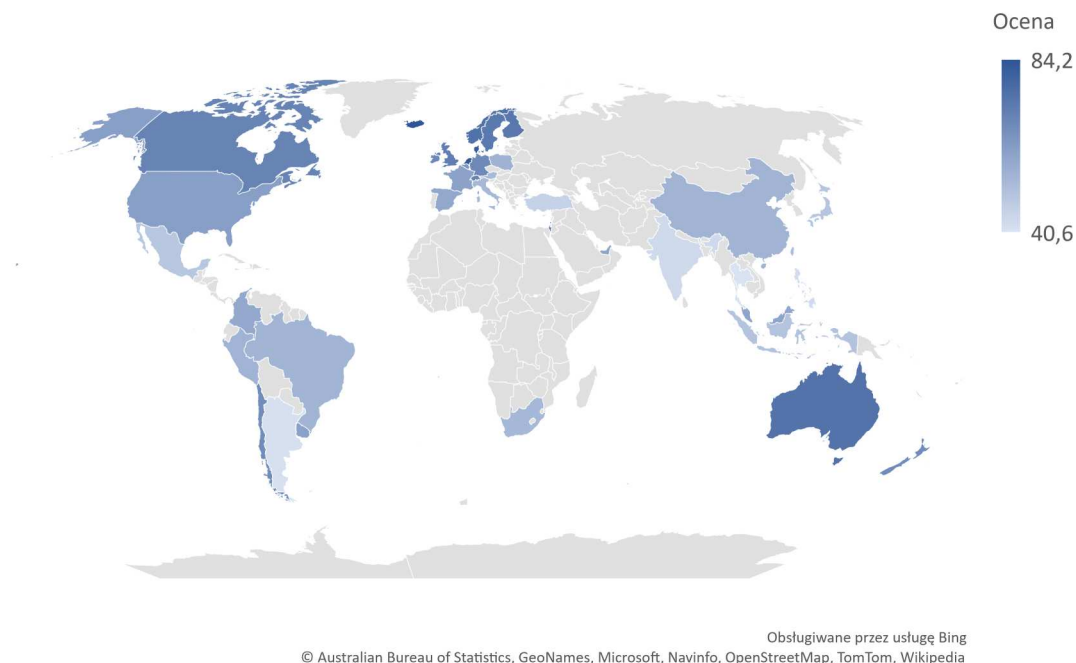 Ocena
84,2
40,6
Obsługiwane przez usługę Bing
© Australian Bureau of Statistics, GeoNames, Microsoft, Navinfo, OpenStreetMap, TomTom, Wikipedia